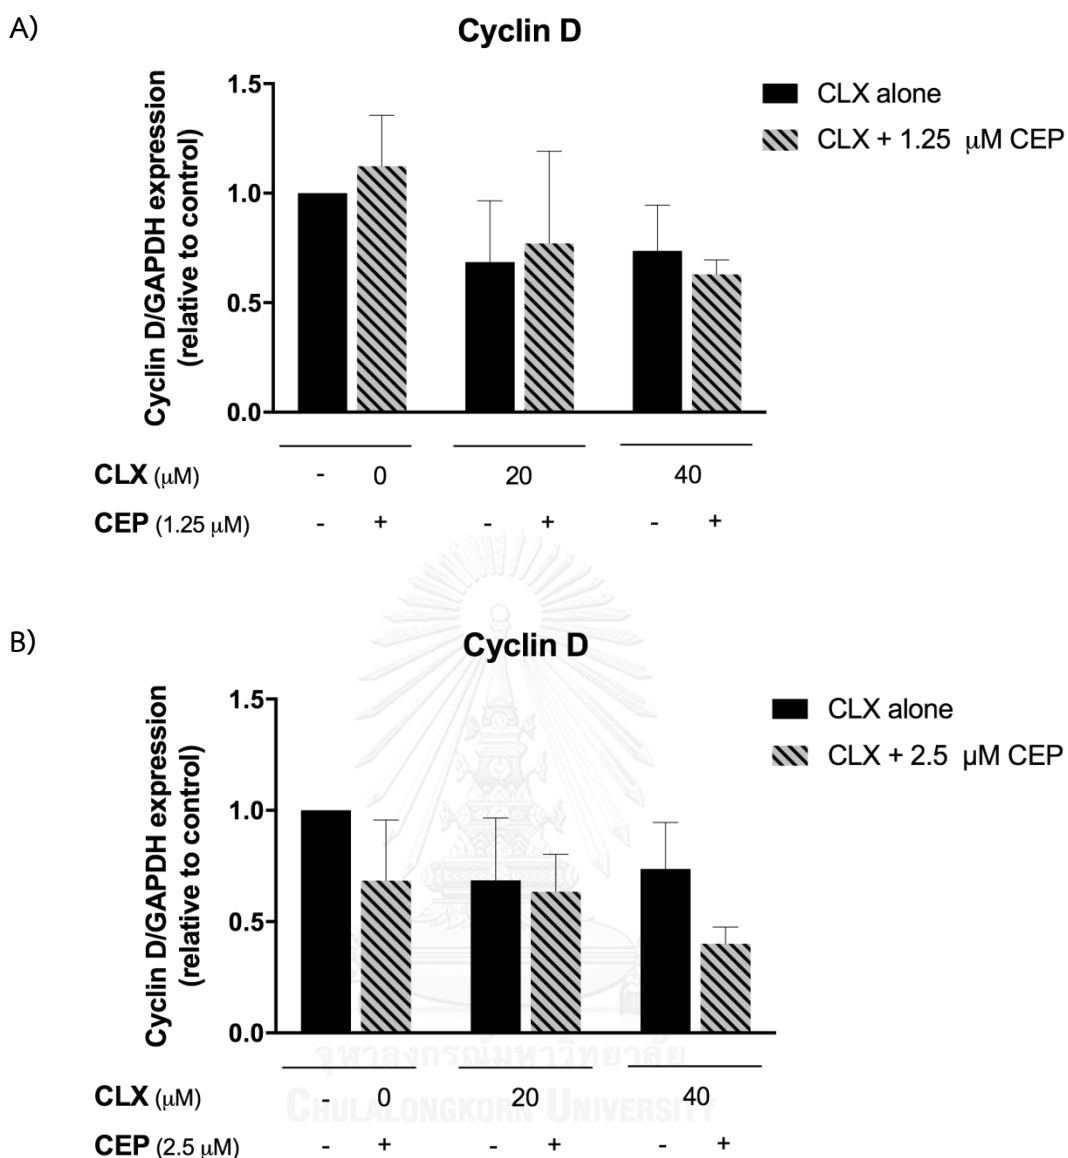 A)
Cyclin D
Cyclin D/GAPDH expression
(relative to control)
1.5
1.0
0.5
0.0
CLX alone
CLX + 1.25 μM CEP
CLX (μM) - 0 20 40
CEP (1.25 μM) - + - + - +
B)
Cyclin D
Cyclin D/GAPDH expression
(relative to control)
1.5
1.0
0.5
0.0
CLX alone
CLX + 2.5 μM CEP
จุฬาลงกรณ์มหาวิทยาลัย
CLX (μM) - 0 20 40
CHULALONGKORN UNIVERSITY
CEP (2.5 μM) - + - + - +